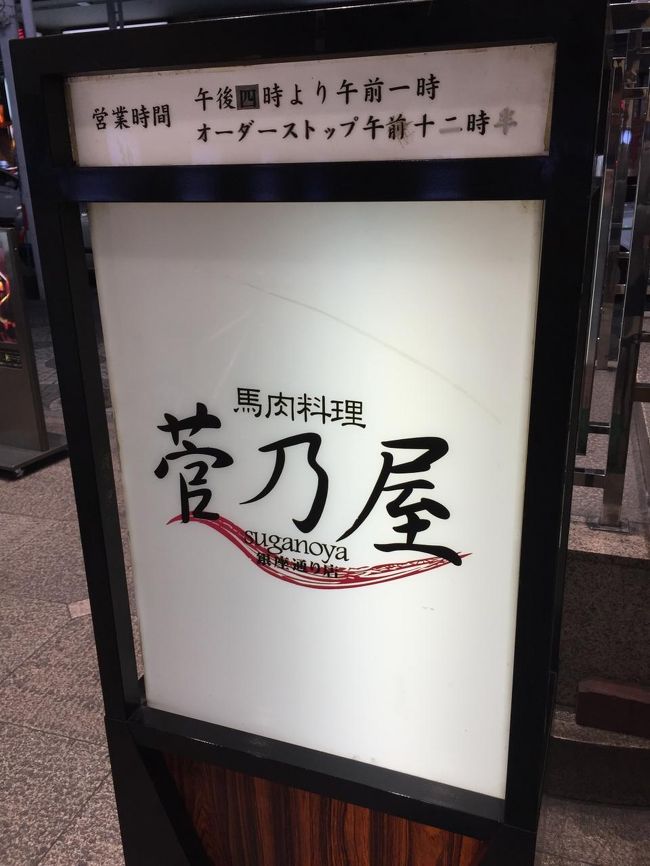 営業時間
午後四時より午前一時
オーダーストップ午前十二時半
馬肉料理
菅乃屋
suganoya
銀座通り店